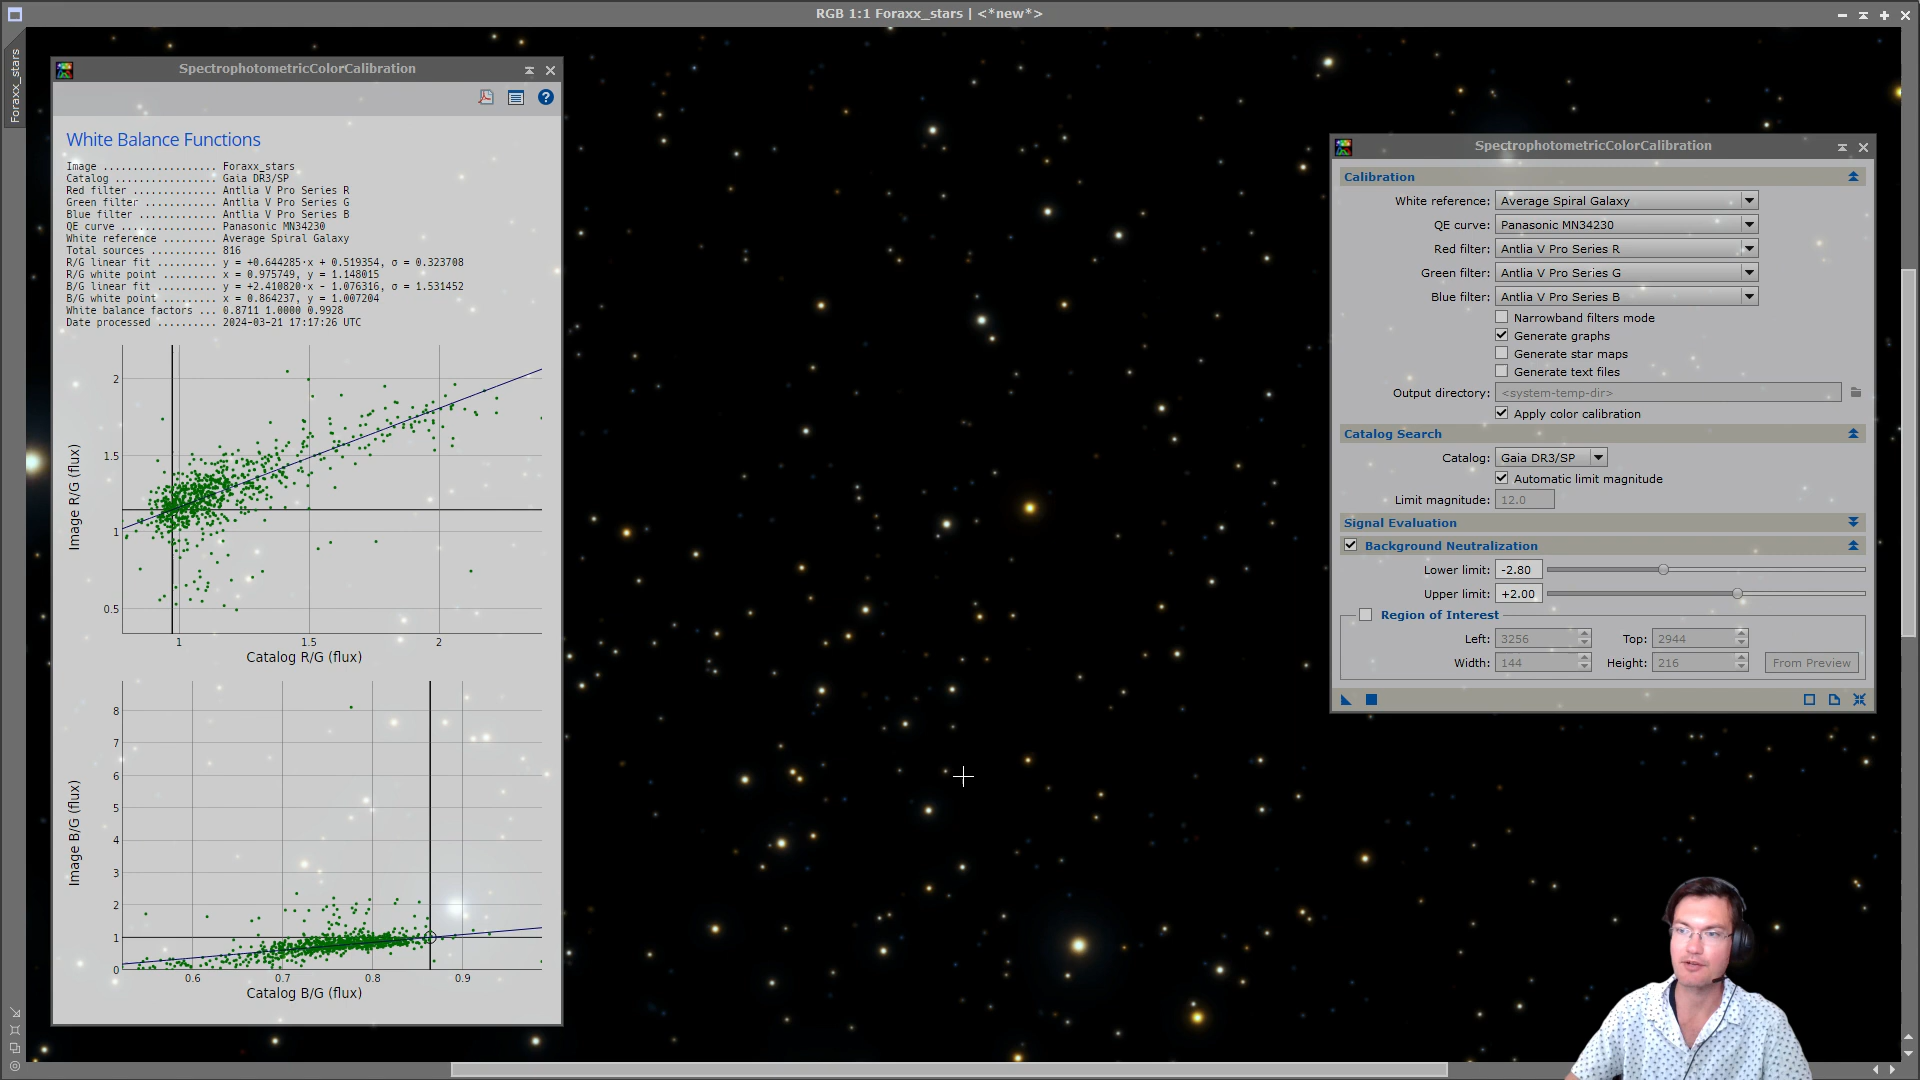 RGB 1:1 Foraxx_stars | <*new*>
Foraxx_stars
SpectrophotometricColorCalibration
White Balance Functions
Image ................... Foraxx_stars
Catalog ................. Gaia DR3/SP
Red filter .............. Antlia V Pro Series R
Green filter ............ Antlia V Pro Series G
Blue filter ............. Antlia V Pro Series B
QE curve ................ Panasonic MN34230
White reference ......... Average Spiral Galaxy
Total sources ........... 816
R/G linear fit .......... y = +0.644285·x + 0.519354, σ = 0.323708
R/G white point ......... x = 0.975749, y = 1.148015
B/G linear fit .......... y = +2.410820·x - 1.076316, σ = 1.531452
B/G white point ......... x = 0.864237, y = 1.007204
White balance factors ... 0.8711 1.0000 0.9928
Date processed .......... 2024-03-21 17:17:26 UTC
2
1.5
1
0.5
Image R/G (flux)
1 1.5 2
Catalog R/G (flux)
8
7
6
5
4
3
2
1
0
Image B/G (flux)
0.6 0.7 0.8 0.9
Catalog B/G (flux)
SpectrophotometricColorCalibration
Calibration
White reference: Average Spiral Galaxy
QE curve: Panasonic MN34230
Red filter: Antlia V Pro Series R
Green filter: Antlia V Pro Series G
Blue filter: Antlia V Pro Series B
Narrowband filters mode
Generate graphs
Generate star maps
Generate text files
Output directory: <system-temp-dir>
Apply color calibration
Catalog Search
Catalog: Gaia DR3/SP
Automatic limit magnitude
Limit magnitude: 12.0
Signal Evaluation
Background Neutralization
Lower limit: -2.80
Upper limit: +2.00
Region of Interest
Left: 3256 Top: 2944
Width: 144 Height: 216 From Preview